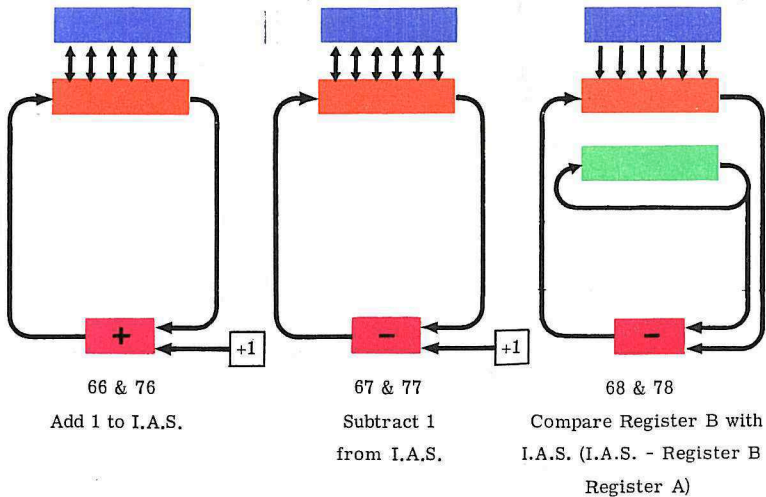 +
+1
66 & 76
Add 1 to I.A.S.
-
+1
67 & 77
Subtract 1
from I.A.S.
-
68 & 78
Compare Register B with
I.A.S. (I.A.S. - Register B
Register A)